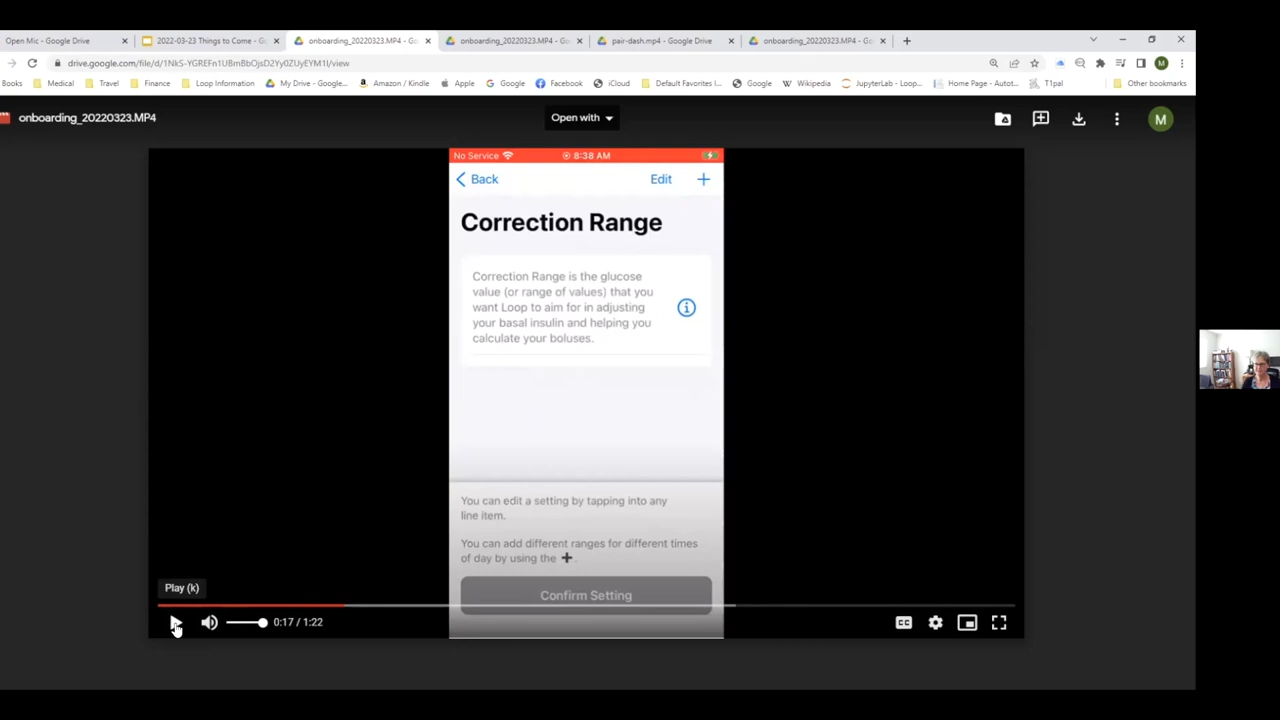 Open Mic - Google Drive
2022-03-23 Things to Come - Go
onboarding_20220323.MP4 - Go
onboarding_20220323.MP4 - Go
pair-dash.mp4 - Google Drive
onboarding_20220323.MP4 - Go
drive.google.com/file/d/1NkS-YGREFn1UBmBbOjsD2Yy0ZUyEYM1l/view
M
Books
Medical
Travel
Finance
Loop Information
My Drive - Google...
Amazon / Kindle
Apple
Google
Facebook
iCloud
Default Favorites I...
Google
Wikipedia
JupyterLab - Loop...
Home Page - Autot...
T1pal
Other bookmarks
onboarding_20220323.MP4
Open with
M
No Service
8:38 AM
Back
Edit
+
Correction Range
Correction Range is the glucose
value (or range of values) that you
want Loop to aim for in adjusting
your basal insulin and helping you
calculate your boluses.
You can edit a setting by tapping into any
line item.
You can add different ranges for different times
of day by using the + .
Confirm Setting
Play (k)
0:17 / 1:22
CC